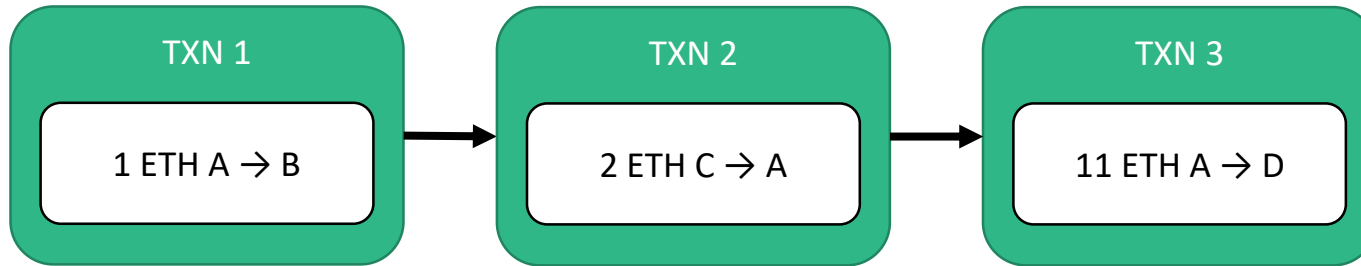 TXN 1
1 ETH A → B
TXN 2
2 ETH C → A
TXN 3
11 ETH A → D